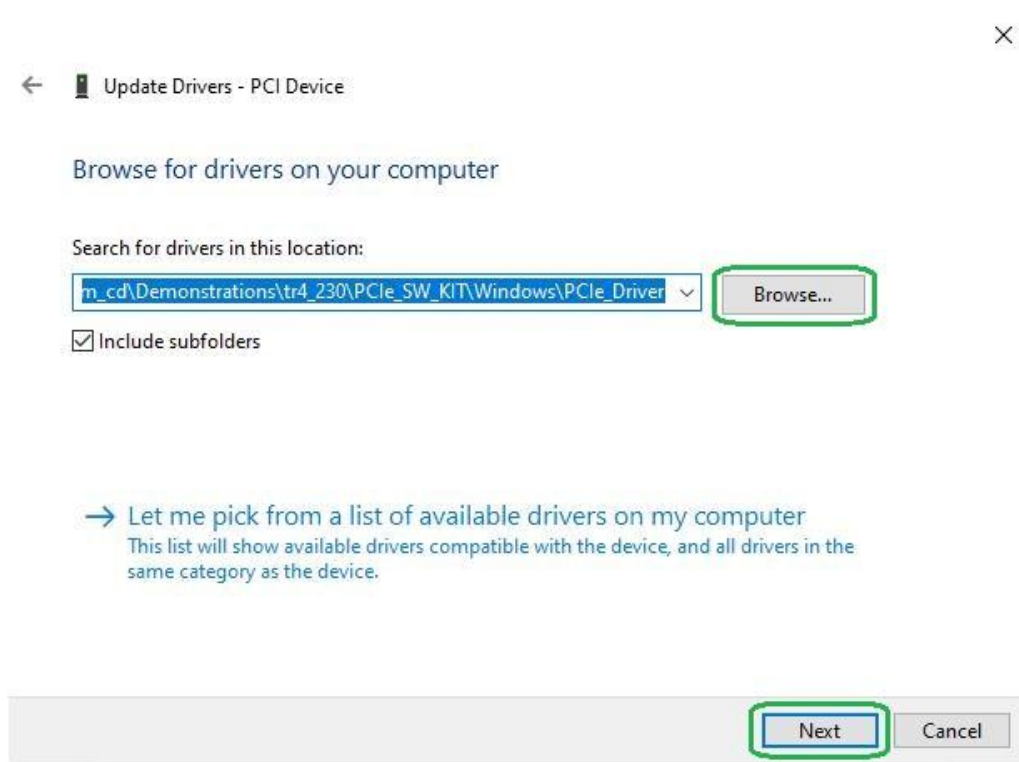 Update Drivers - PCI Device
Browse for drivers on your computer
Search for drivers in this location:
m_cd\Demonstrations\tr4_230\PCIe_SW_KIT\Windows\PCIe_Driver
Browse...
Include subfolders
Let me pick from a list of available drivers on my computer
This list will show available drivers compatible with the device, and all drivers in the
same category as the device.
Next
Cancel